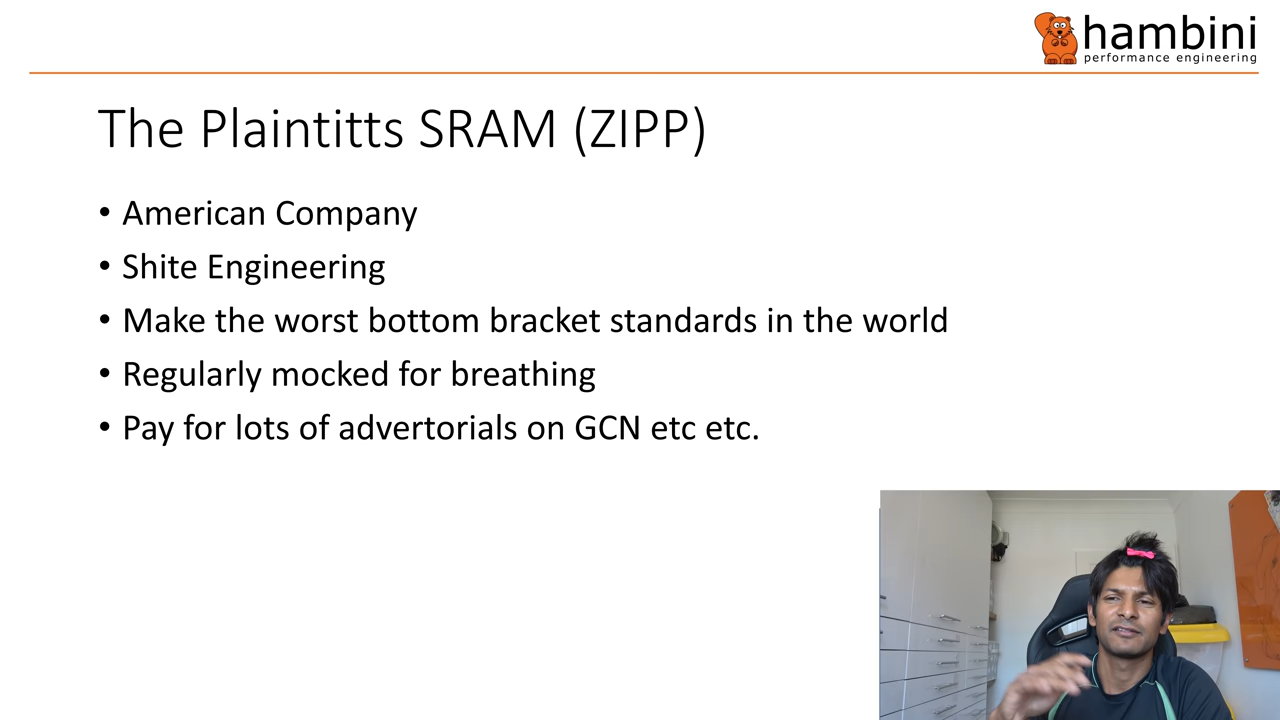 hambini
performance engineering
The Plaintitts SRAM (ZIPP)
• American Company
• Shite Engineering
• Make the worst bottom bracket standards in the world
• Regularly mocked for breathing
• Pay for lots of advertorials on GCN etc etc.